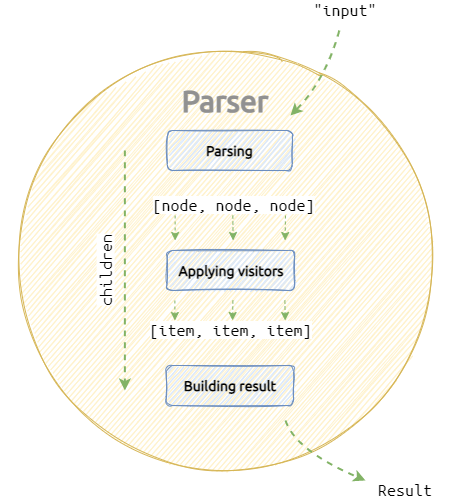 "input"
Parser
Parsing
[node, node, node]
Applying visitors
children
[item, item, item]
Building result
Result